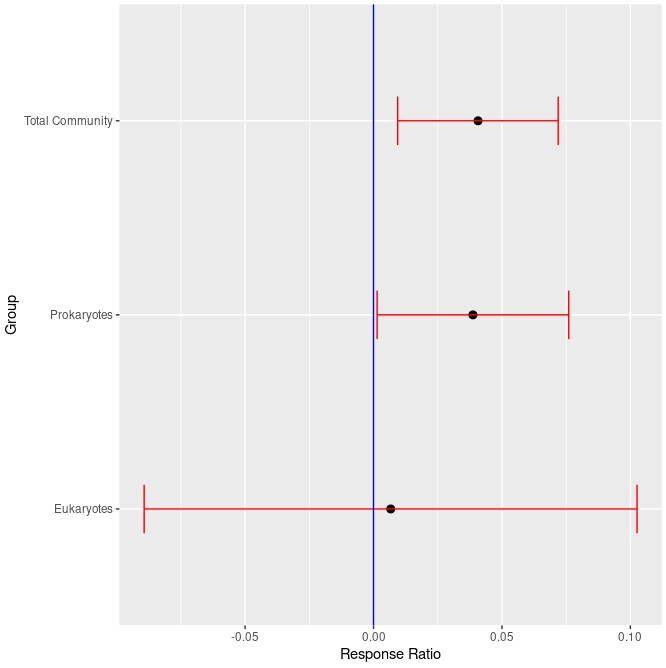 Total Community
Prokaryotes
Eukaryotes
Group
-0.05
0.00
0.05
0.10
Response Ratio